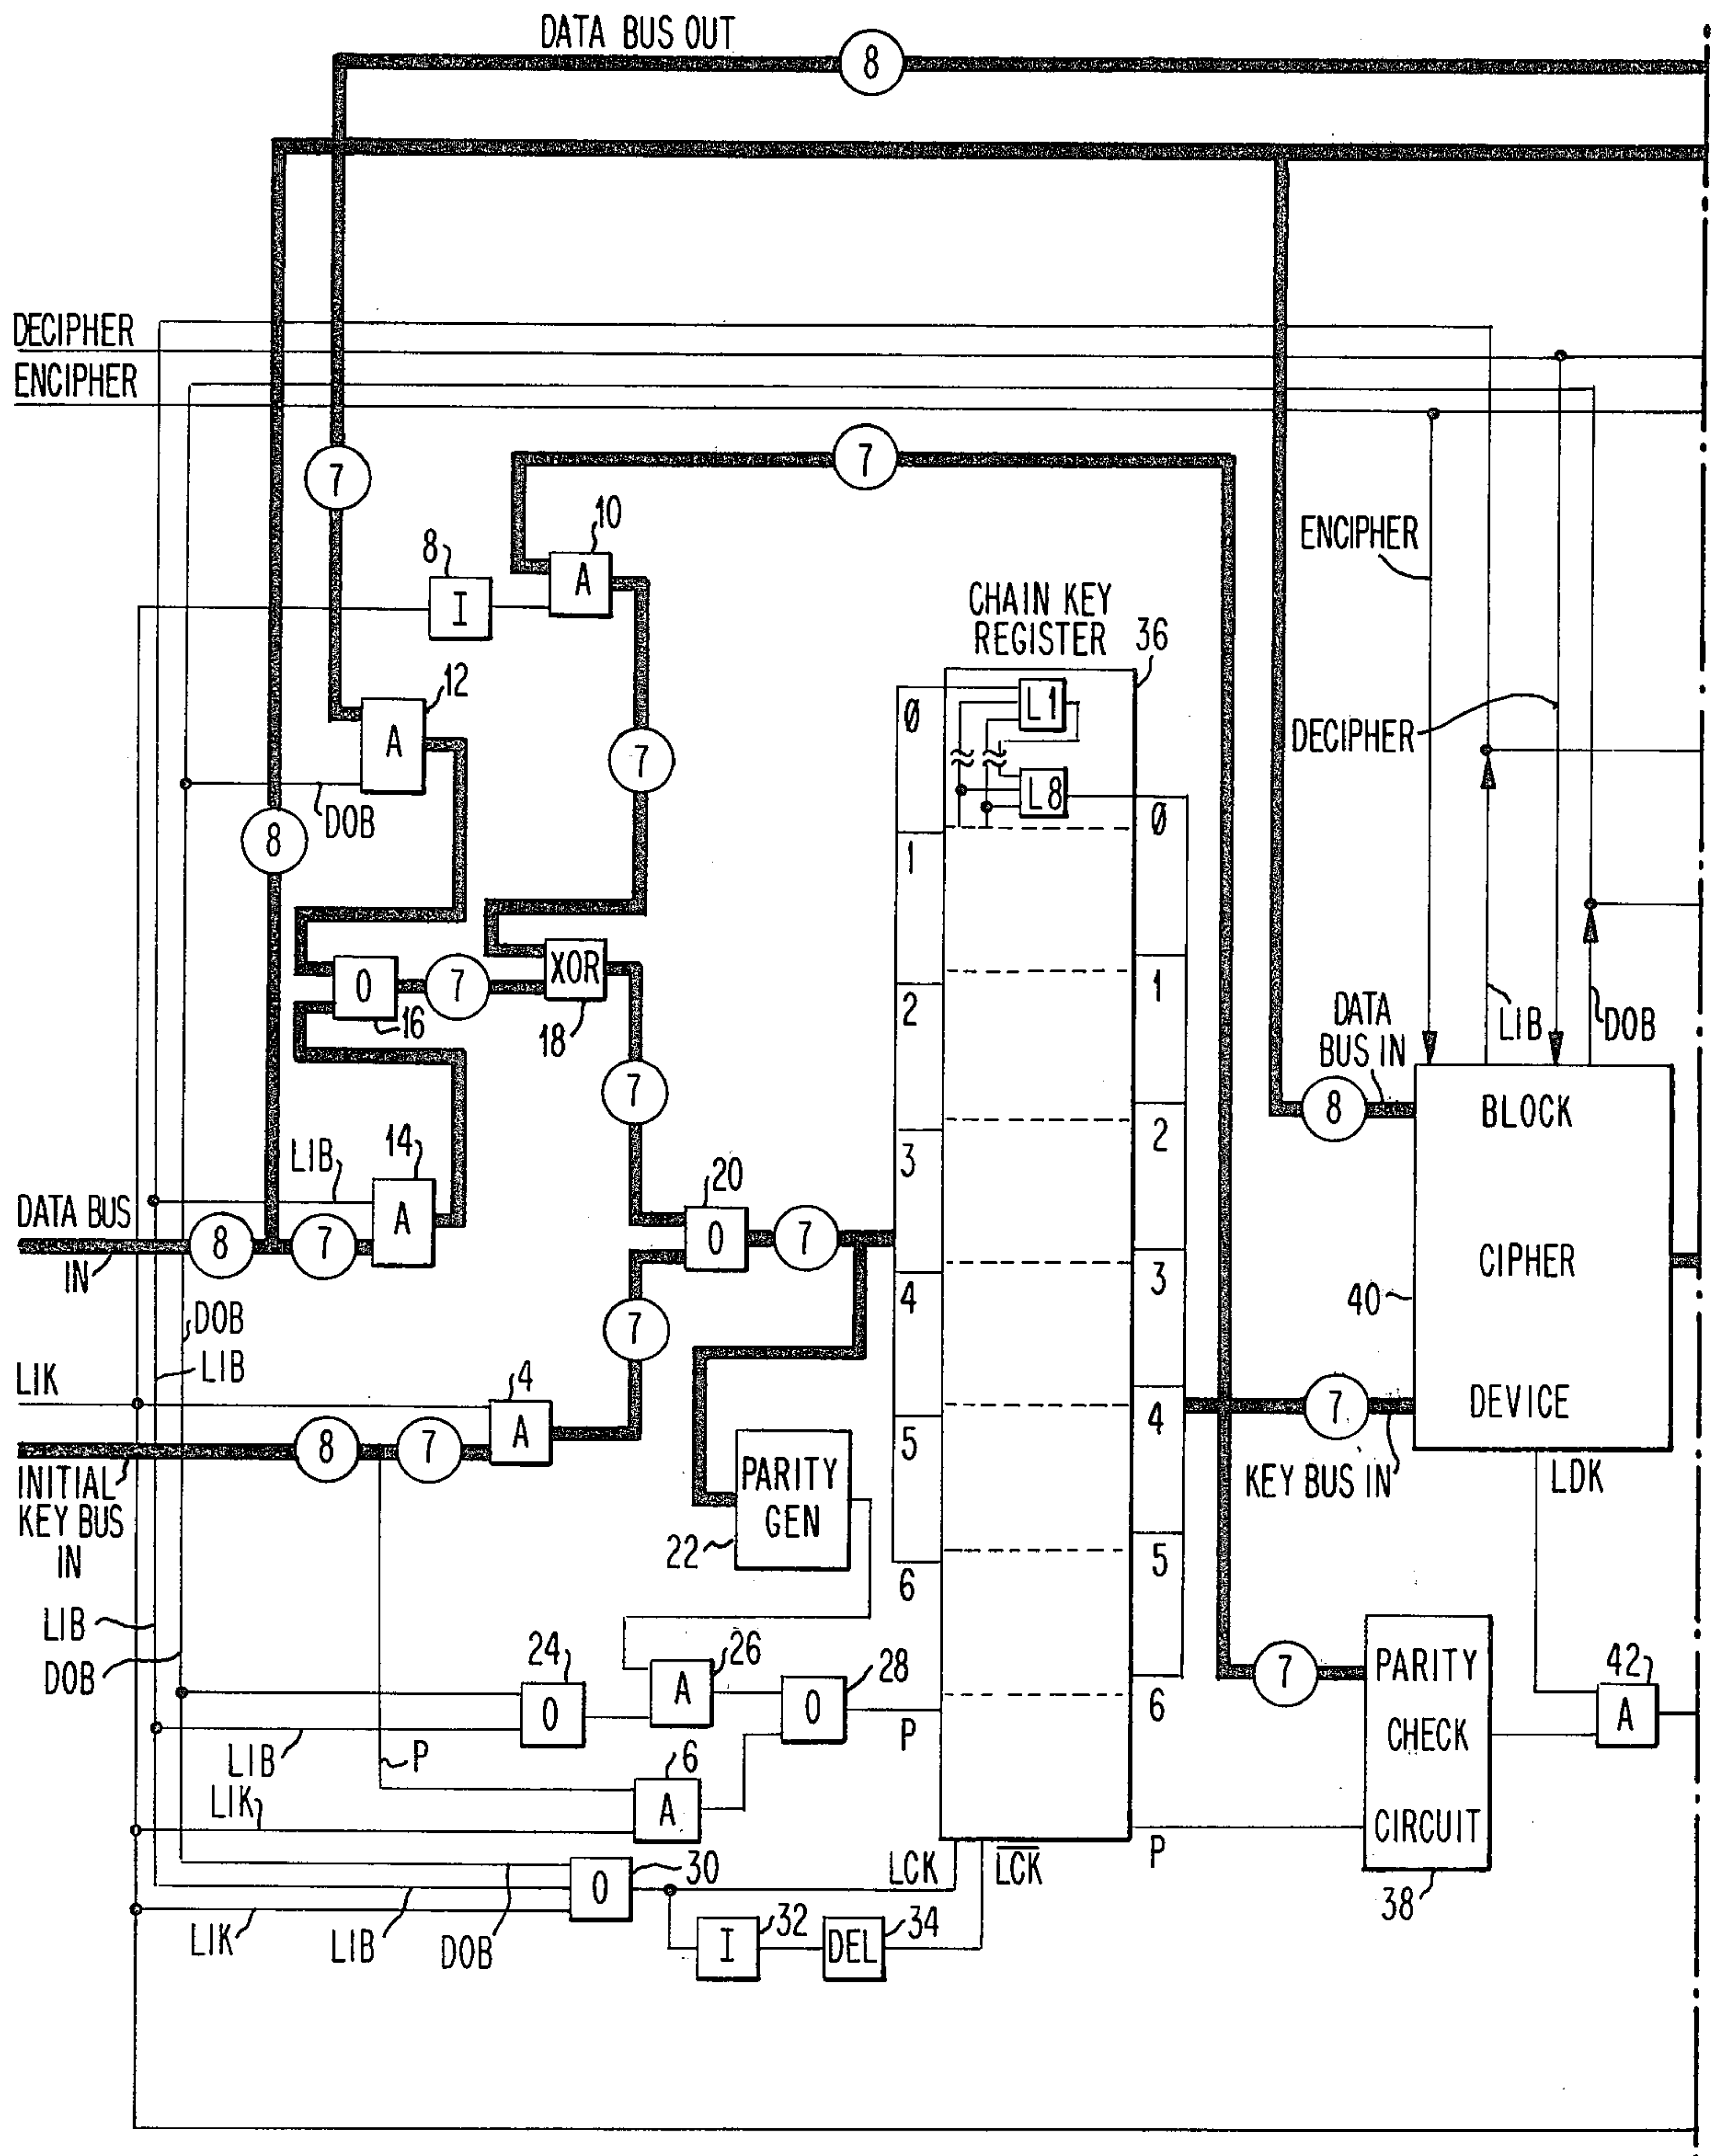 DATA BUS OUT
8
DECIPHER
ENCIPHER
7
7
8
I
10
A
ENCIPHER
CHAIN KEY
REGISTER
36
12
A
DOB
8
7
0
L1
L8
0
DECIPHER
1
1
0
16
7
XOR
18
2
DATA
BUS IN
LIB
DOB
7
8
BLOCK
CIPHER
DEVICE
40
2
LIB
14
A
3
20
0
7
DATA BUS
IN
8
7
3
4
DOB
LIB
7
LIK
4
A
8
7
INITIAL
KEY BUS
IN
4
7
KEY BUS IN
LDK
5
PARITY
GEN
22
5
6
LIB
DOB
24
0
26
A
28
0
P
6
7
PARITY
CHECK
CIRCUIT
38
42
A
LIB
P
6
A
LIK
P
30
0
LCK
LCK
LIK
LIB
DOB
I
32
DEL
34